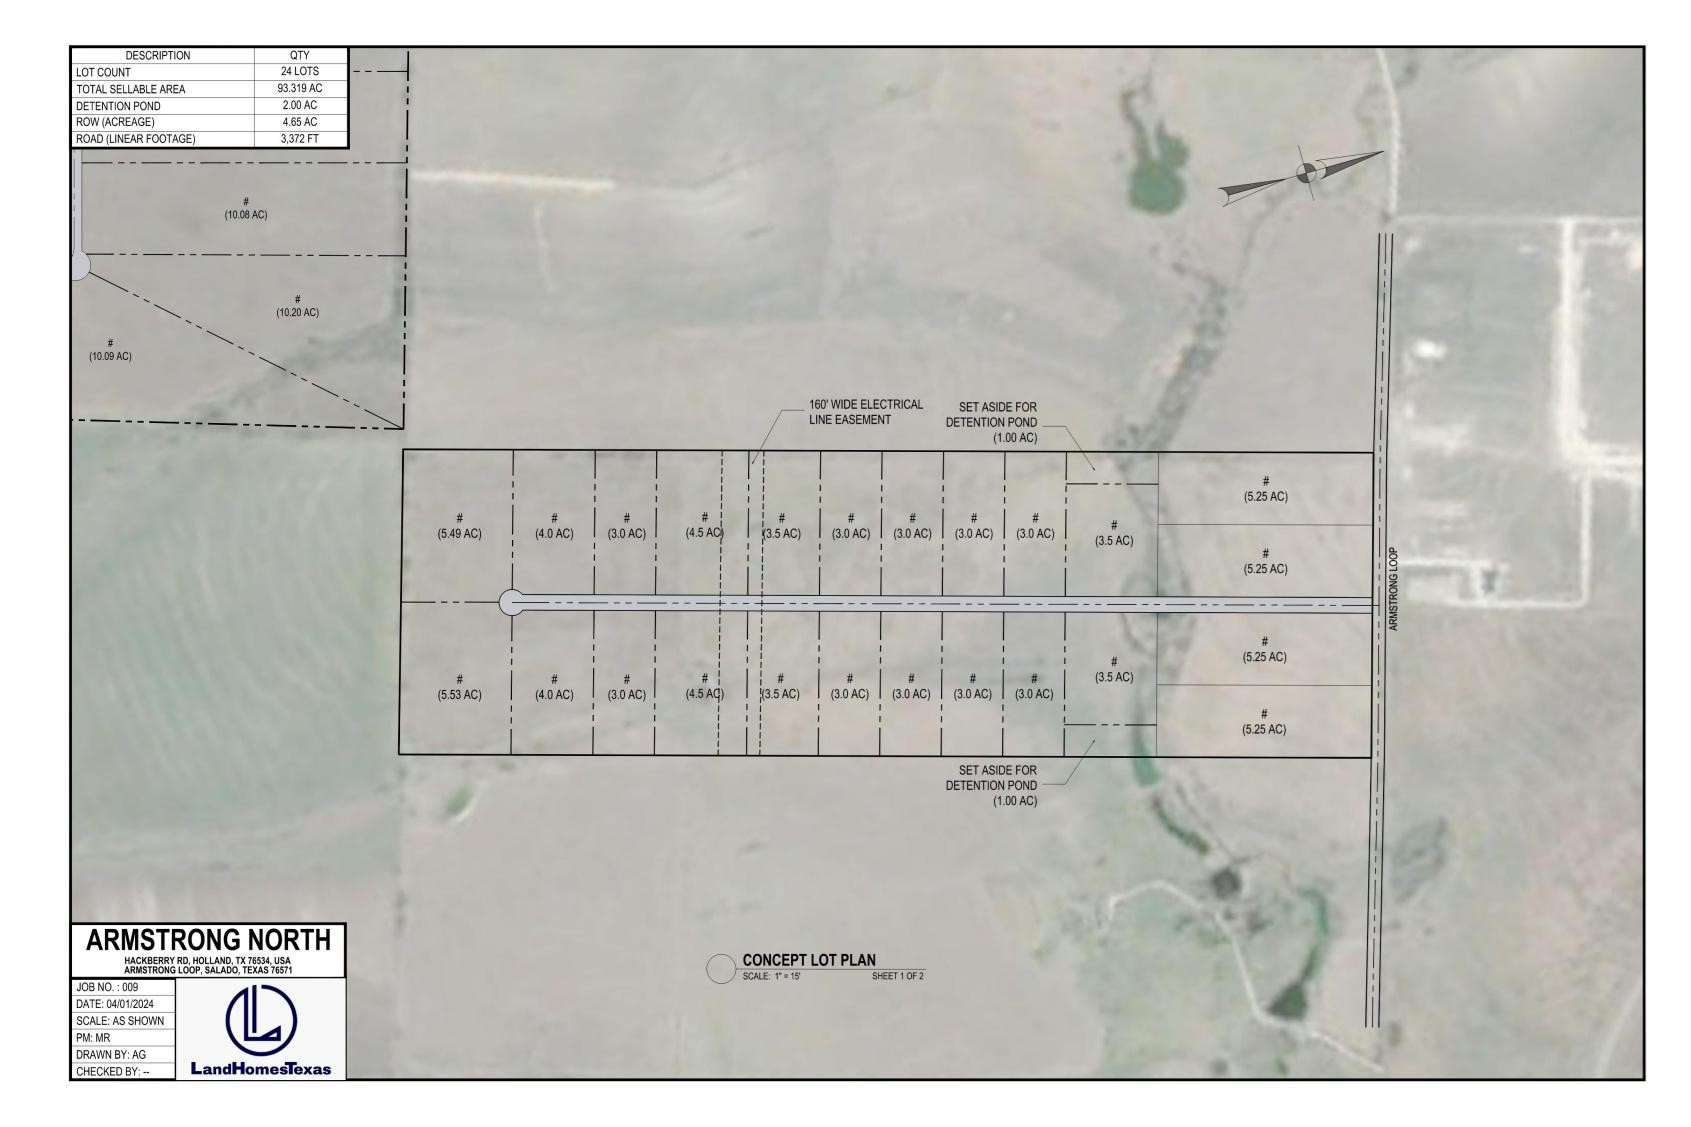 DESCRIPTION QTY
LOT COUNT 24 LOTS
TOTAL SELLABLE AREA 93.319 AC
DETENTION POND 2.00 AC
ROW (ACREAGE) 4.65 AC
ROAD (LINEAR FOOTAGE) 3,372 FT
#
(10.08 AC)
#
(10.20 AC)
#
(10.09 AC)
160' WIDE ELECTRICAL
LINE EASEMENT
SET ASIDE FOR
DETENTION POND
(1.00 AC)
#
(5.49 AC)
#
(4.0 AC)
#
(3.0 AC)
#
(4.5 AC)
#
(3.5 AC)
#
(3.0 AC)
#
(3.0 AC)
#
(3.0 AC)
#
(3.0 AC)
#
(3.5 AC)
#
(5.25 AC)
#
(5.25 AC)
ARMSTRONG LOOP
#
(5.53 AC)
#
(4.0 AC)
#
(3.0 AC)
#
(4.5 AC)
#
(3.5 AC)
#
(3.0 AC)
#
(3.0 AC)
#
(3.0 AC)
#
(3.0 AC)
#
(3.5 AC)
#
(5.25 AC)
#
(5.25 AC)
SET ASIDE FOR
DETENTION POND
(1.00 AC)
ARMSTRONG NORTH
HACKBERRY RD, HOLLAND, TX 76534, USA
ARMSTRONG LOOP, SALADO, TEXAS 76571
JOB NO. : 009
DATE: 04/01/2024
SCALE: AS SHOWN
PM: MR
DRAWN BY: AG
CHECKED BY: --
LandHomesTexas
CONCEPT LOT PLAN
SCALE: 1" = 15' SHEET 1 OF 2